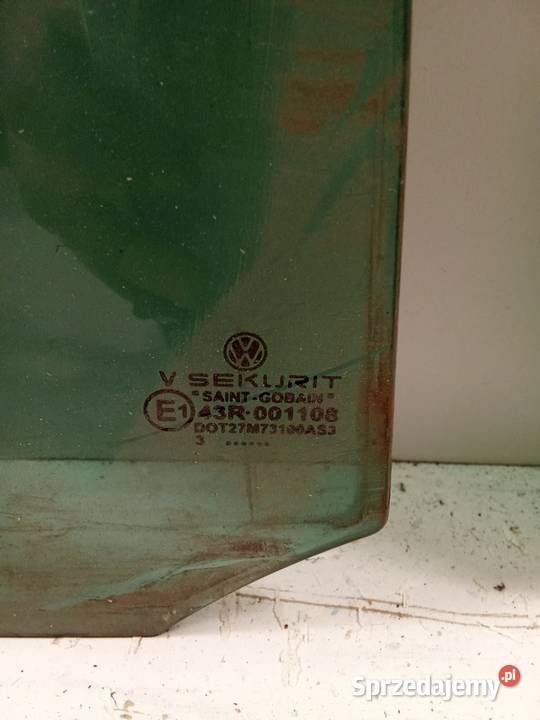 VW
V SEKURIT
"SAINT-GOBAIN"
E1 43R-001108
DOT27M73100AS3
3 ......
Sprzedajemy.pl